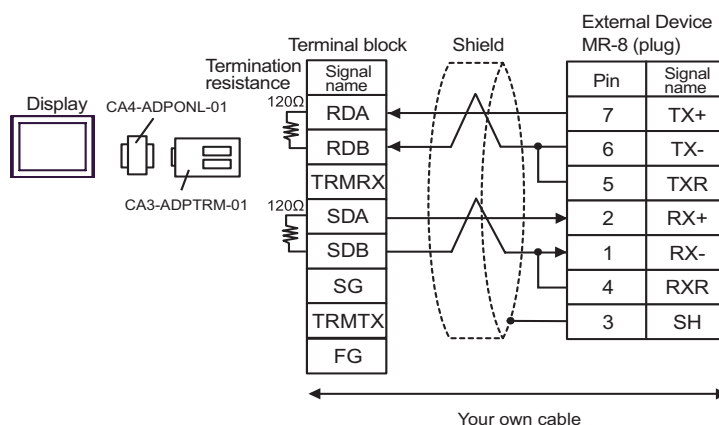 External Device
MR-8 (plug)
Terminal block
Shield
Termination
resistance
Signal
name
Pin
Signal
name
Display
CA4-ADPONL-01
CA3-ADPTRM-01
120Ω
RDA
7
TX+
RDB
6
TX-
TRMRX
5
TXR
120Ω
SDA
2
RX+
SDB
1
RX-
SG
4
RXR
TRMTX
3
SH
FG
Your own cable